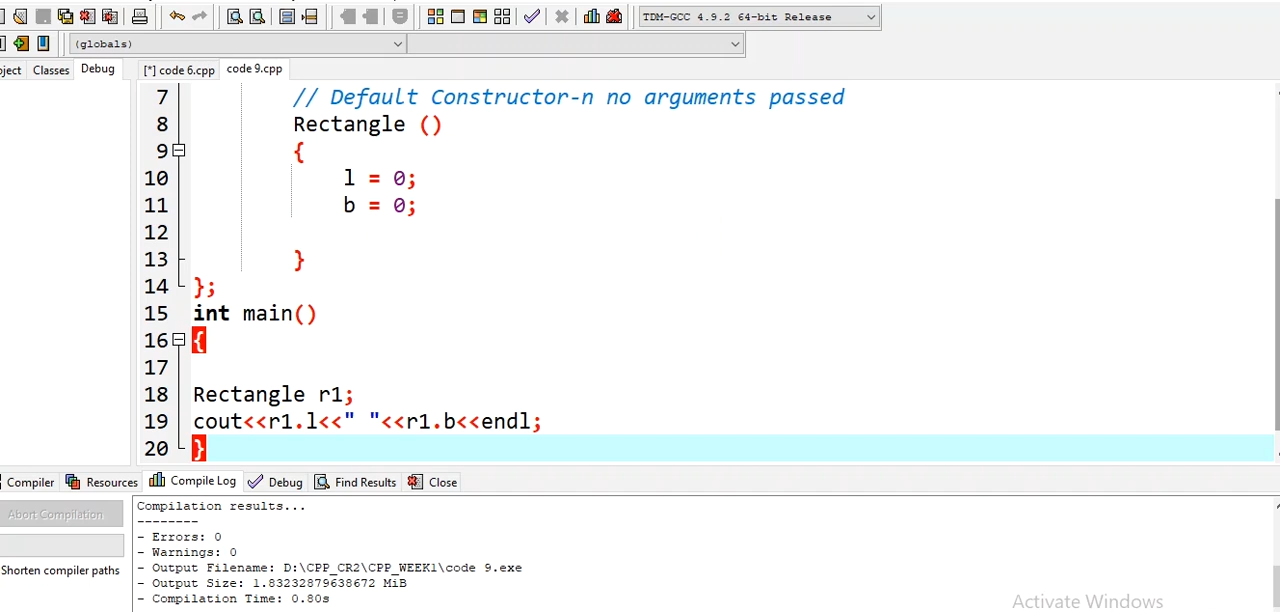 TDM-GCC 4.9.2 64-bit Release
(globals)
Classes Debug [*] code 6.cpp code 9.cpp
7 // Default Constructor-n no arguments passed
8 Rectangle ()
9 {
10 l = 0;
11 b = 0;
12
13 }
14 };
15 int main()
16 {
17
18 Rectangle r1;
19 cout<<r1.l<<" "<<r1.b<<endl;
20 }
Compiler Resources Compile Log Debug Find Results Close
Abort Compilation
Shorten compiler paths
Compilation results...
--------
- Errors: 0
- Warnings: 0
- Output Filename: D:\CPP_CR2\CPP_WEEK1\code 9.exe
- Output Size: 1.83232879638672 MiB
- Compilation Time: 0.80s
Activate Windows